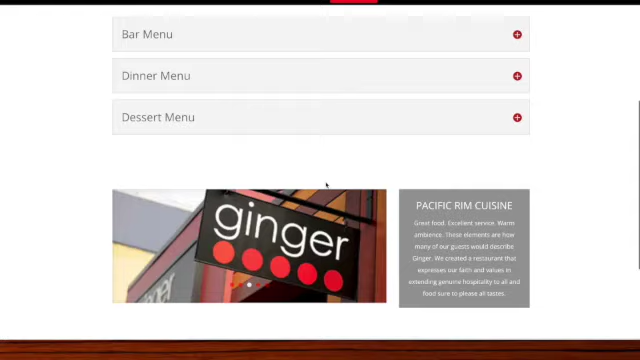 Bar Menu
Dinner Menu
Dessert Menu
ginger
PACIFIC RIM CUISINE
Great food. Excellent service. Warm
ambience. Those elements are how
many of our guests would describe
Ginger. We created a restaurant that
expresses our faith and values in
extending genuine hospitality to all and
food sure to please all tastes.